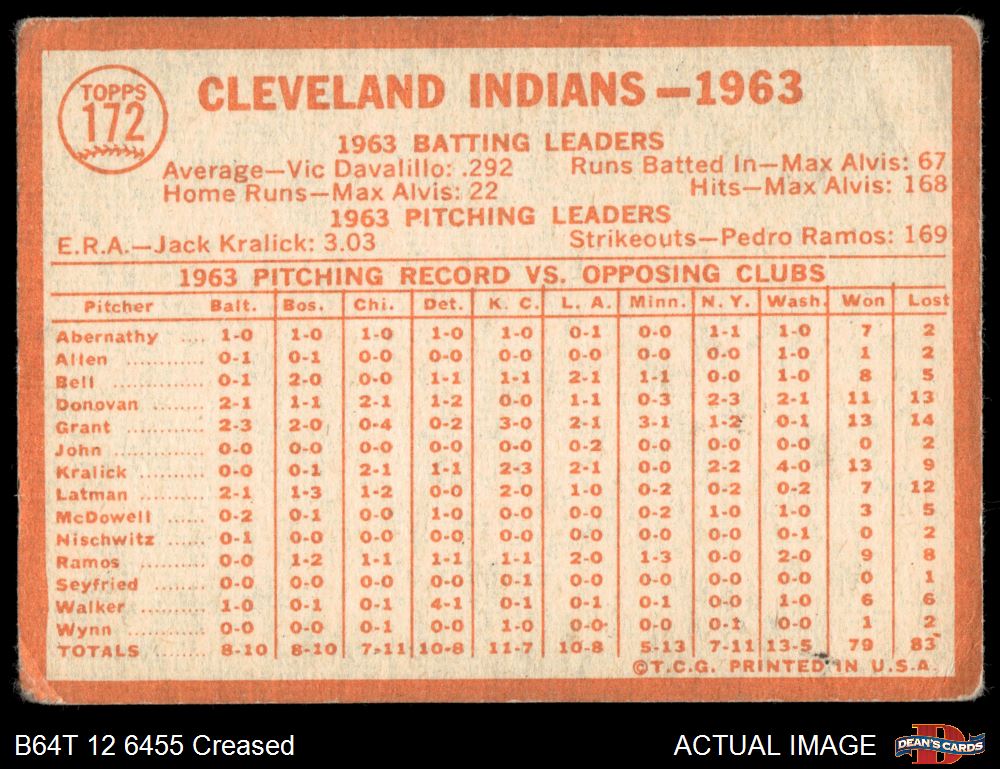 TOPPS
172
CLEVELAND INDIANS—1963
1963 BATTING LEADERS
Average—Vic Davalillo: .292 Runs Batted In—Max Alvis: 67
Home Runs—Max Alvis: 22 Hits—Max Alvis: 168
1963 PITCHING LEADERS
E.R.A.—Jack Kralick: 3.03 Strikeouts—Pedro Ramos: 169
1963 PITCHING RECORD VS. OPPOSING CLUBS
Pitcher Balt. Bos. Chi. Det. K. C. L. A. Minn. N. Y. Wash. Won Lost
Abernathy .... 1-0 1-0 1-0 1-0 1-0 0-1 0-0 1-1 1-0 7 2
Allen ............ 0-1 0-1 0-0 0-0 0-0 0-0 0-0 0-0 1-0 1 2
Bell .............. 0-1 2-0 0-0 1-1 1-1 2-1 1-1 0-0 1-0 8 5
Donovan ........ 2-1 1-1 2-1 1-2 0-0 1-1 0-3 2-3 2-1 11 13
Grant ............ 2-3 2-0 0-4 0-2 3-0 2-1 3-1 1-2 0-1 13 14
John .............. 0-0 0-0 0-0 0-0 0-0 0-2 0-0 0-0 0-0 0 2
Kralick .......... 0-0 0-1 2-1 1-1 2-3 2-1 0-0 2-2 4-0 13 9
Latman .......... 2-1 1-3 1-2 0-0 2-0 1-0 0-2 0-2 0-2 7 12
McDowell ...... 0-2 0-1 0-0 1-0 0-0 0-0 0-2 1-0 1-0 3 5
Nischwitz ...... 0-1 0-0 0-0 0-0 0-0 0-0 0-0 0-0 0-1 0 2
Ramos .......... 0-0 1-2 1-1 1-1 1-1 2-0 1-3 0-0 2-0 9 8
Seyfried ........ 0-0 0-0 0-0 0-0 0-1 0-0 0-0 0-0 0-0 0 1
Walker .......... 1-0 0-1 0-1 4-1 0-1 0-1 0-1 0-0 1-0 6 6
Wynn ............ 0-0 0-0 0-1 0-0 1-0 0-0 0-0 0-1 0-0 1 2
TOTALS ........ 8-10 8-10 7-11 10-8 11-7 10-8 5-13 7-11 13-5 79 83
©T.C.G. PRINTED IN U.S.A.
B64T 12 6455 Creased ACTUAL IMAGE DEAN'S CARDS